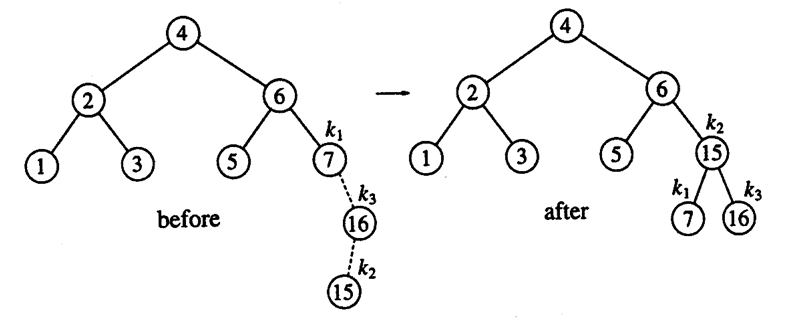 4
2 6
k₁
1 3 5 7
k₃
16
k₂
15
before
4
2 6
k₂
1 3 5 15
k₁ k₃
7 16
after